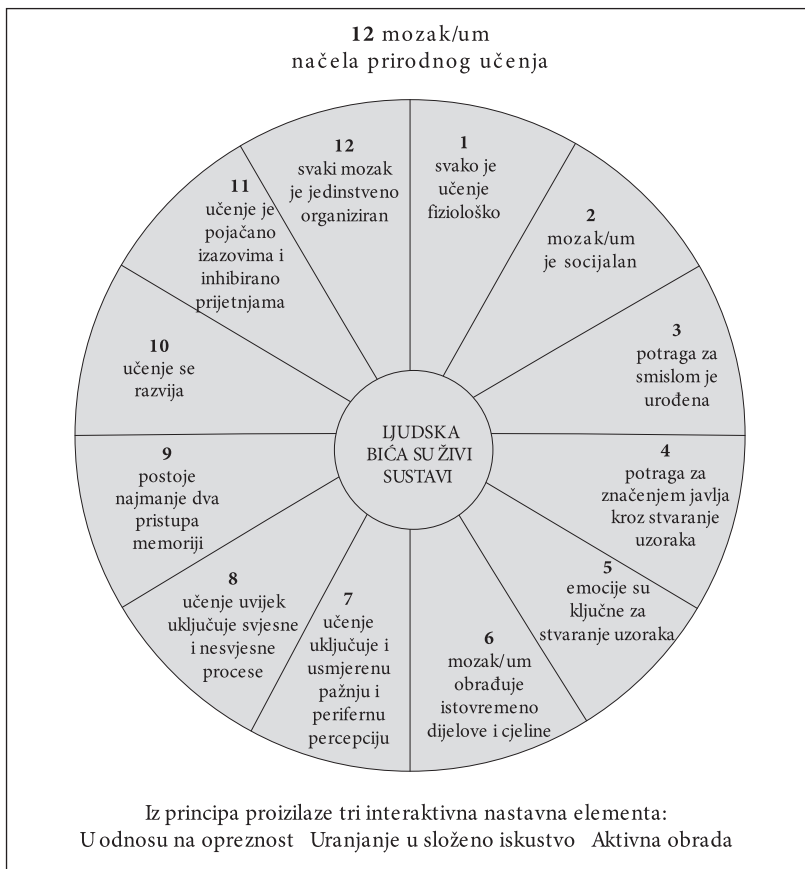 12 mozak/um
načela prirodnog učenja
1
svako je
učenje
fiziološko
2
mozak/um
je socijalan
3
potraga za
smislom je
urođena
4
potraga za
značenjem javlja
kroz stvaranje
uzoraka
5
emocije su
ključne za
stvaranje uzoraka
6
mozak/um
obrađuje
istovremeno
dijelove i cjeline
7
učenje
uključuje i
usmjerenu
pažnju i
perifernu
percepciju
8
učenje uvijek
uključuje svjesne
i nesvjesne
procese
9
postoje
najmanje dva
pristupa
memoriji
10
učenje se
razvija
11
učenje je
pojačano
izazovima i
inhibirano
prijetnjama
12
svaki mozak
je jedinstveno
organiziran
LJUDSKA
BIĆA SU ŽIVI
SUSTAVI
Iz principa proizilaze tri interaktivna nastavna elementa:
U odnosu na opreznost Uranjanje u složeno iskustvo Aktivna obrada